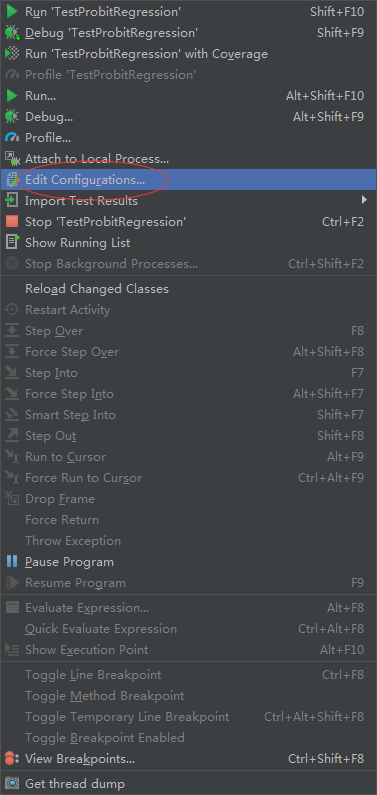 Run 'TestProbitRegression' Shift+F10
Debug 'TestProbitRegression' Shift+F9
Run 'TestProbitRegression' with Coverage
Profile 'TestProbitRegression'
Run... Alt+Shift+F10
Debug... Alt+Shift+F9
Profile...
Attach to Local Process...
Edit Configurations...
Import Test Results
Stop 'TestProbitRegression' Ctrl+F2
Show Running List
Stop Background Processes... Ctrl+Shift+F2
Reload Changed Classes
Restart Activity
Step Over F8
Force Step Over Alt+Shift+F8
Step Into F7
Force Step Into Alt+Shift+F7
Smart Step Into Shift+F7
Step Out Shift+F8
Run to Cursor Alt+F9
Force Run to Cursor Ctrl+Alt+F9
Drop Frame
Force Return
Throw Exception
Pause Program
Resume Program F9
Evaluate Expression... Alt+F8
Quick Evaluate Expression Ctrl+Alt+F8
Show Execution Point Alt+F10
Toggle Line Breakpoint Ctrl+F8
Toggle Method Breakpoint
Toggle Temporary Line Breakpoint Ctrl+Alt+Shift+F8
Toggle Breakpoint Enabled
View Breakpoints... Ctrl+Shift+F8
Get thread dump